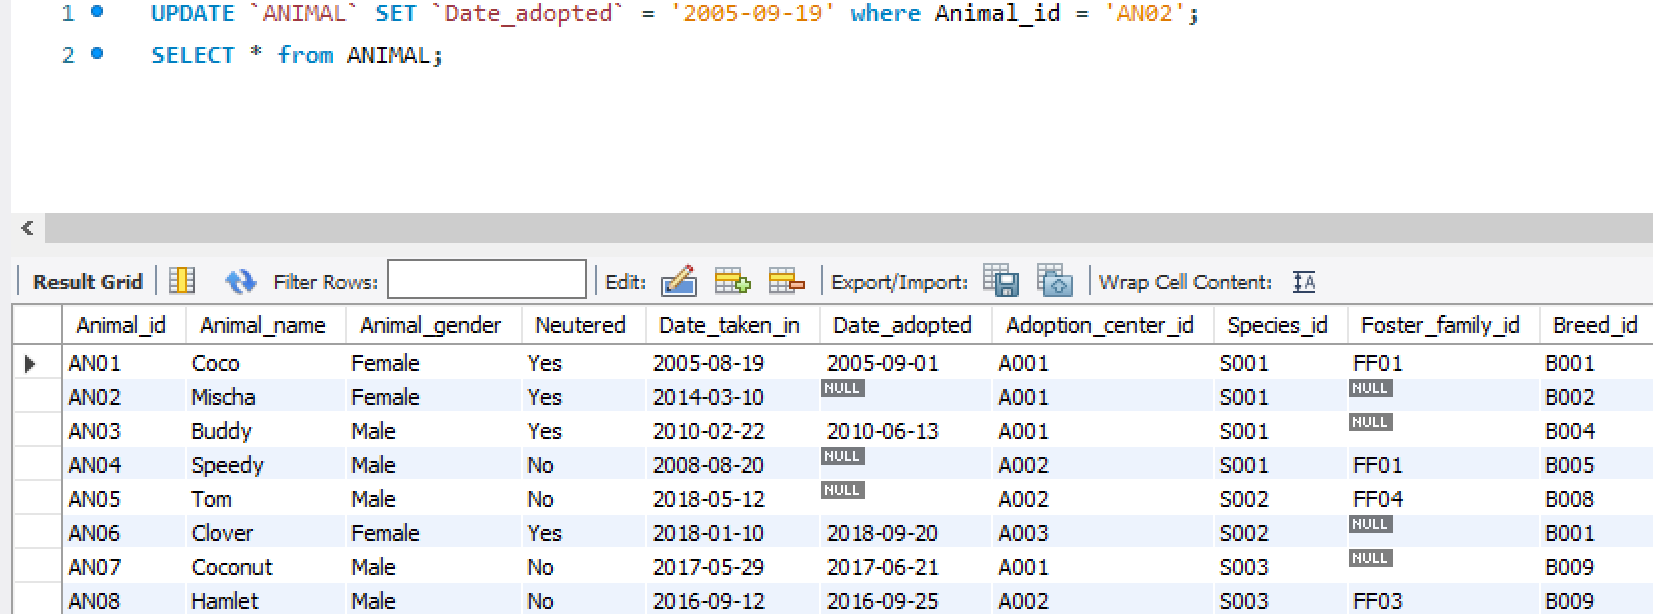 1 UPDATE `ANIMAL` SET `Date_adopted` = '2005-09-19' where Animal_id = 'AN02';
2 SELECT * from ANIMAL;
Result Grid Filter Rows: Edit: Export/Import: Wrap Cell Content: IA
Animal_id Animal_name Animal_gender Neutered Date_taken_in Date_adopted Adoption_center_id Species_id Foster_family_id Breed_id
AN01 Coco Female Yes 2005-08-19 2005-09-01 A001 S001 FF01 B001
AN02 Mischa Female Yes 2014-03-10 NULL A001 S001 NULL B002
AN03 Buddy Male Yes 2010-02-22 2010-06-13 A001 S001 NULL B004
AN04 Speedy Male No 2008-08-20 NULL A002 S001 FF01 B005
AN05 Tom Male No 2018-05-12 NULL A002 S002 FF04 B008
AN06 Clover Female Yes 2018-01-10 2018-09-20 A003 S002 NULL B001
AN07 Coconut Male No 2017-05-29 2017-06-21 A001 S003 NULL B009
AN08 Hamlet Male No 2016-09-12 2016-09-25 A002 S003 FF03 B009